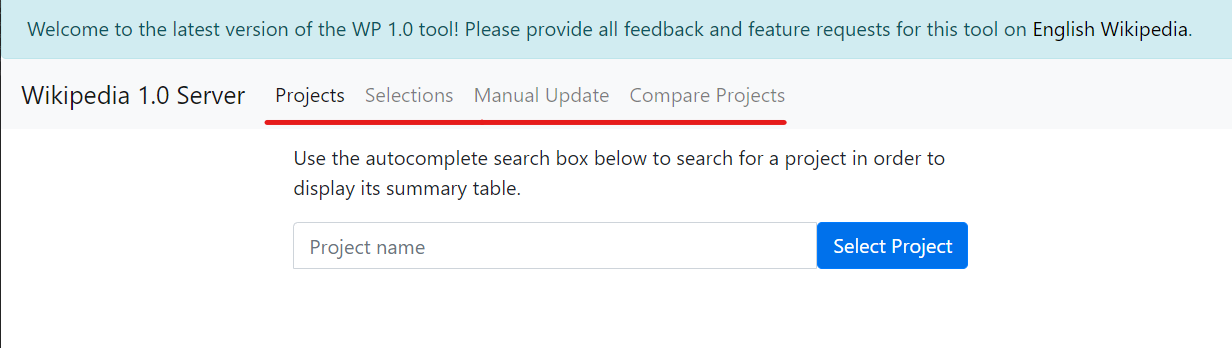 Welcome to the latest version of the WP 1.0 tool! Please provide all feedback and feature requests for this tool on English Wikipedia.
Wikipedia 1.0 Server Projects Selections Manual Update Compare Projects
Use the autocomplete search box below to search for a project in order to
display its summary table.
Project name Select Project